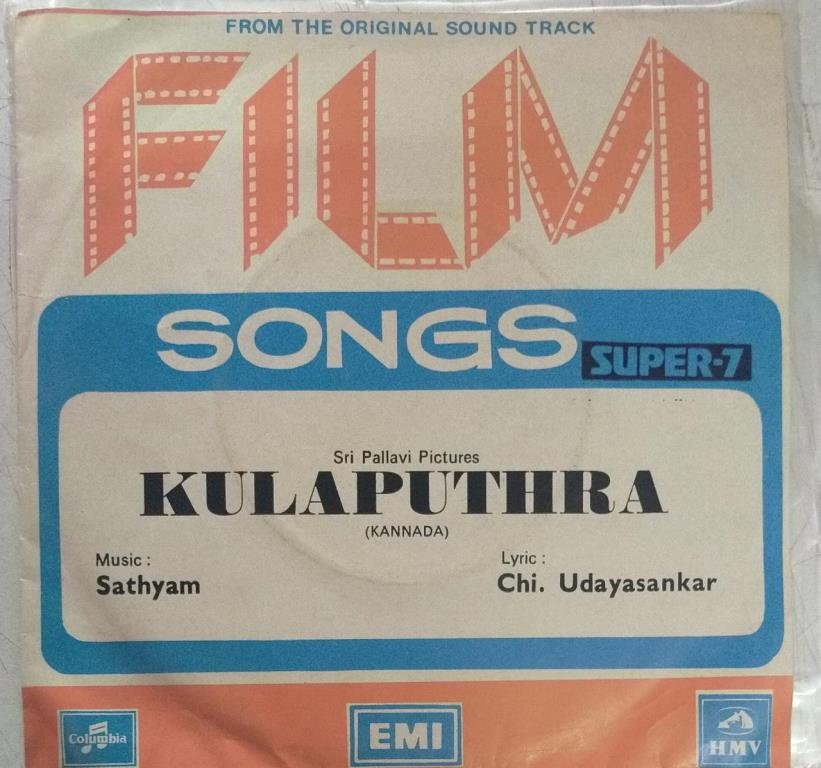 FROM THE ORIGINAL SOUND TRACK
FILM
SONGS
SUPER-7
Sri Pallavi Pictures
KULAPUTHRA
(KANNADA)
Music : Lyric :
Sathyam Chi. Udayasankar
Columbia EMI HMV